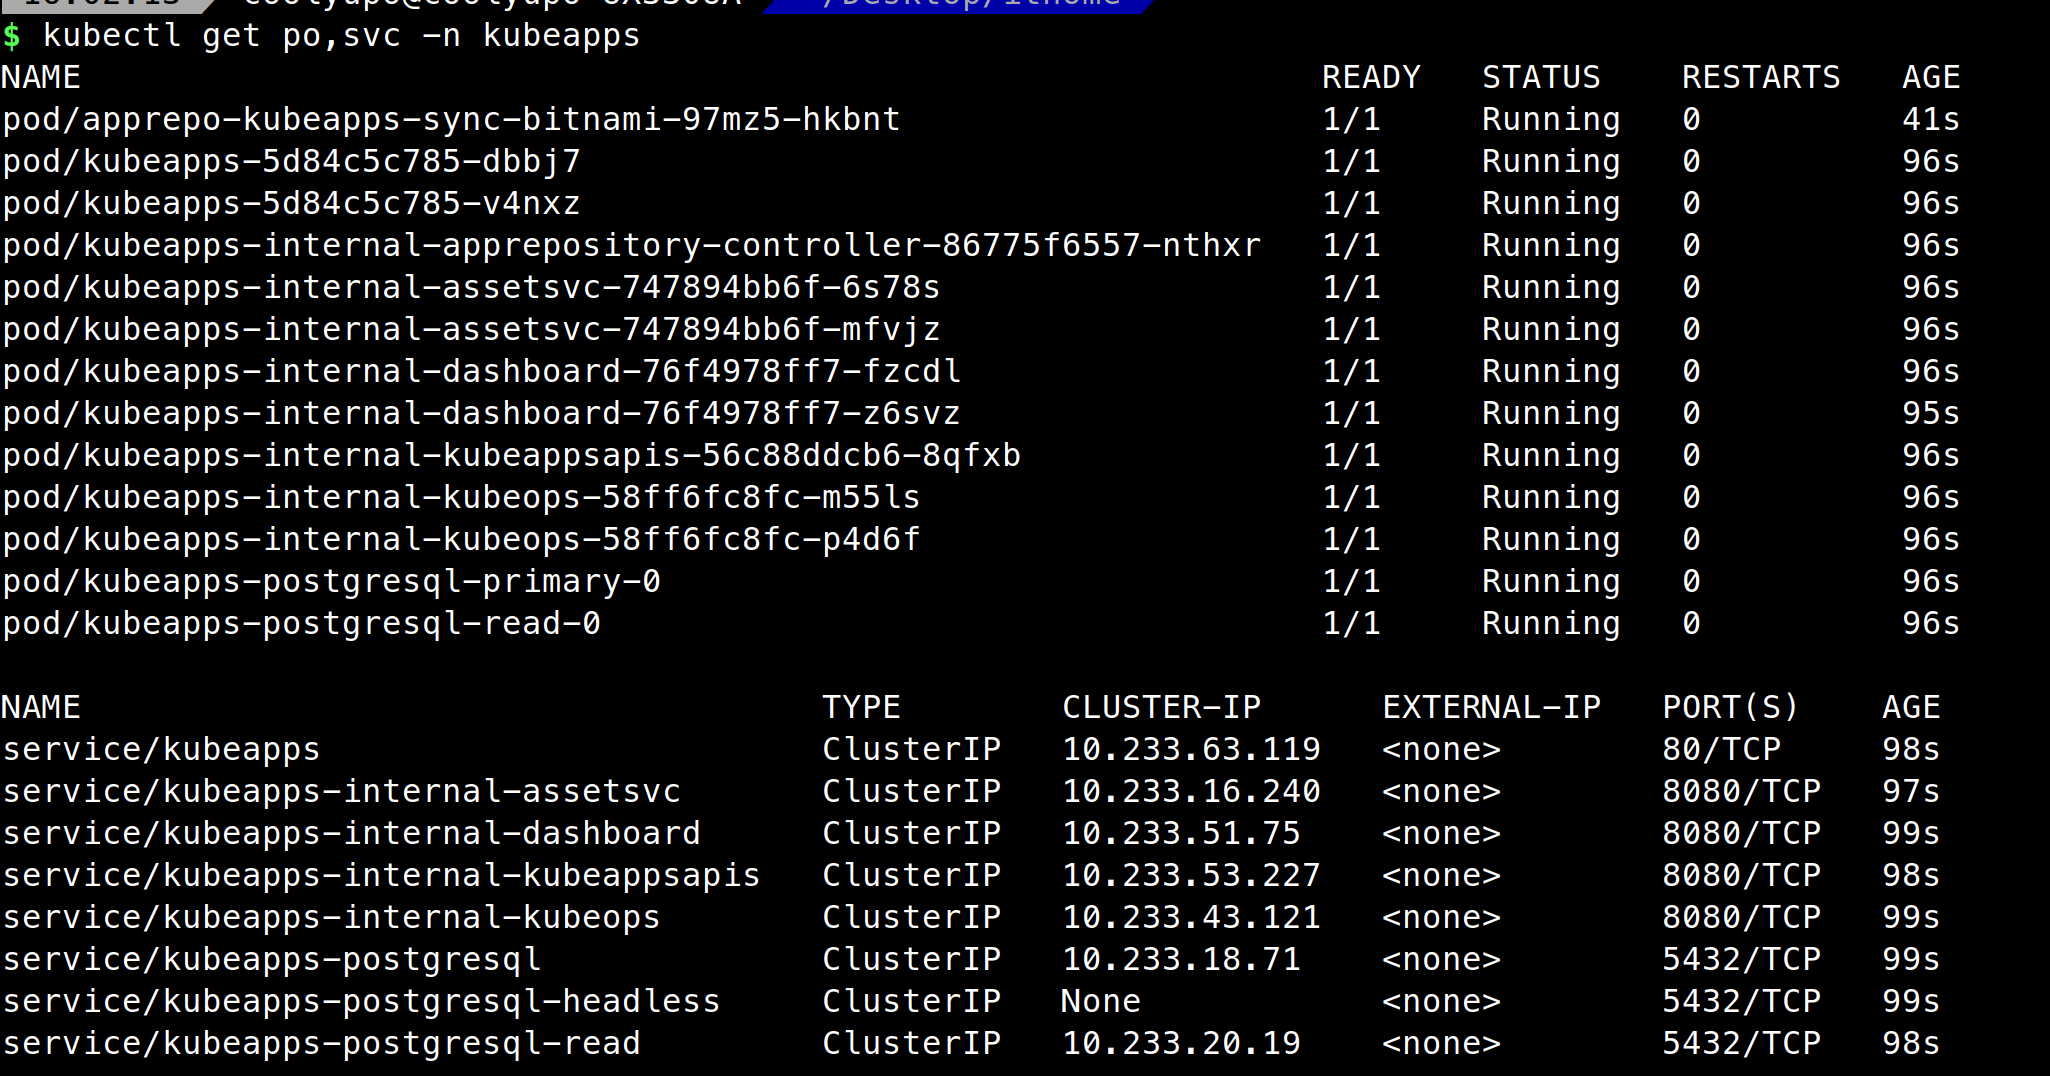 $ kubectl get po,svc -n kubeapps
NAME READY STATUS RESTARTS AGE
pod/apprepo-kubeapps-sync-bitnami-97mz5-hkbnt 1/1 Running 0 41s
pod/kubeapps-5d84c5c785-dbbj7 1/1 Running 0 96s
pod/kubeapps-5d84c5c785-v4nxz 1/1 Running 0 96s
pod/kubeapps-internal-apprepository-controller-86775f6557-nthxr 1/1 Running 0 96s
pod/kubeapps-internal-assetsvc-747894bb6f-6s78s 1/1 Running 0 96s
pod/kubeapps-internal-assetsvc-747894bb6f-mfvjz 1/1 Running 0 96s
pod/kubeapps-internal-dashboard-76f4978ff7-fzcdl 1/1 Running 0 96s
pod/kubeapps-internal-dashboard-76f4978ff7-z6svz 1/1 Running 0 95s
pod/kubeapps-internal-kubeappsapis-56c88ddcb6-8qfxb 1/1 Running 0 96s
pod/kubeapps-internal-kubeops-58ff6fc8fc-m55ls 1/1 Running 0 96s
pod/kubeapps-internal-kubeops-58ff6fc8fc-p4d6f 1/1 Running 0 96s
pod/kubeapps-postgresql-primary-0 1/1 Running 0 96s
pod/kubeapps-postgresql-read-0 1/1 Running 0 96s
NAME TYPE CLUSTER-IP EXTERNAL-IP PORT(S) AGE
service/kubeapps ClusterIP 10.233.63.119 <none> 80/TCP 98s
service/kubeapps-internal-assetsvc ClusterIP 10.233.16.240 <none> 8080/TCP 97s
service/kubeapps-internal-dashboard ClusterIP 10.233.51.75 <none> 8080/TCP 99s
service/kubeapps-internal-kubeappsapis ClusterIP 10.233.53.227 <none> 8080/TCP 98s
service/kubeapps-internal-kubeops ClusterIP 10.233.43.121 <none> 8080/TCP 99s
service/kubeapps-postgresql ClusterIP 10.233.18.71 <none> 5432/TCP 99s
service/kubeapps-postgresql-headless ClusterIP None <none> 5432/TCP 99s
service/kubeapps-postgresql-read ClusterIP 10.233.20.19 <none> 5432/TCP 98s